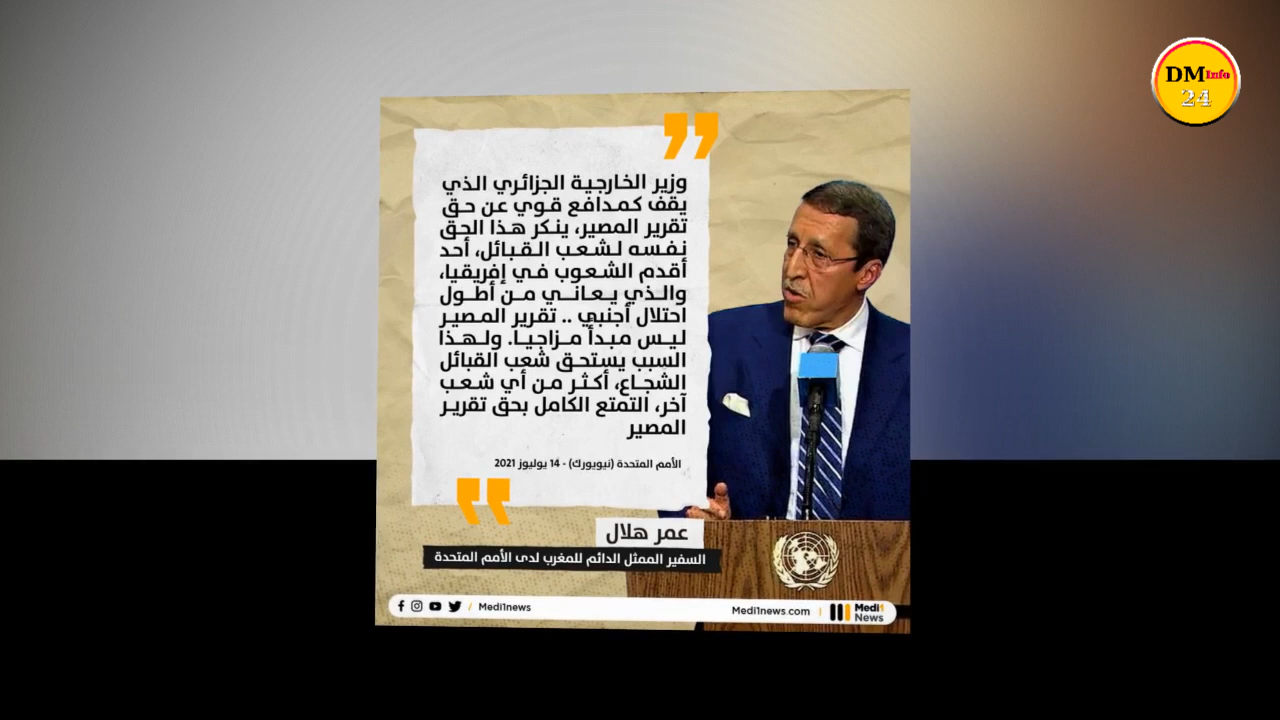 DM Info
24
وزير الخارجية الجزائري الذي
يقف كمدافع قوي عن حق
تقرير المصير، ينكر هذا الحق
نفسه لشعب القبائل، أحد
أقدم الشعوب في إفريقيا،
والذي يعاني من أطول
احتلال أجنبي .. تقرير المصير
ليس مبدأ مزاجيا. ولهذا
السبب يستحق شعب القبائل
الشجاع، أكثر من أي شعب
آخر، التمتع الكامل بحق تقرير
المصير
الأمم المتحدة (نيويورك) - 14 يوليوز 2021
عمر هلال
السفير الممثل الدائم للمغرب لدى الأمم المتحدة
/ Medi1news
Medi1news.com | Medi1
News